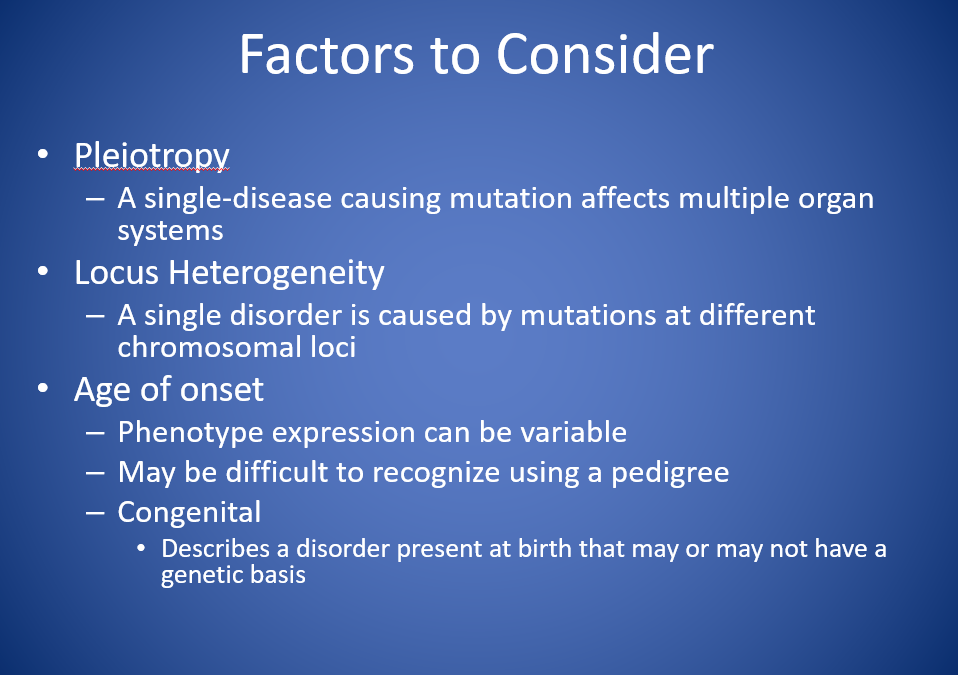 Factors to Consider
• Pleiotropy
– A single-disease causing mutation affects multiple organ
systems
• Locus Heterogeneity
– A single disorder is caused by mutations at different
chromosomal loci
• Age of onset
– Phenotype expression can be variable
– May be difficult to recognize using a pedigree
– Congenital
• Describes a disorder present at birth that may or may not have a
genetic basis